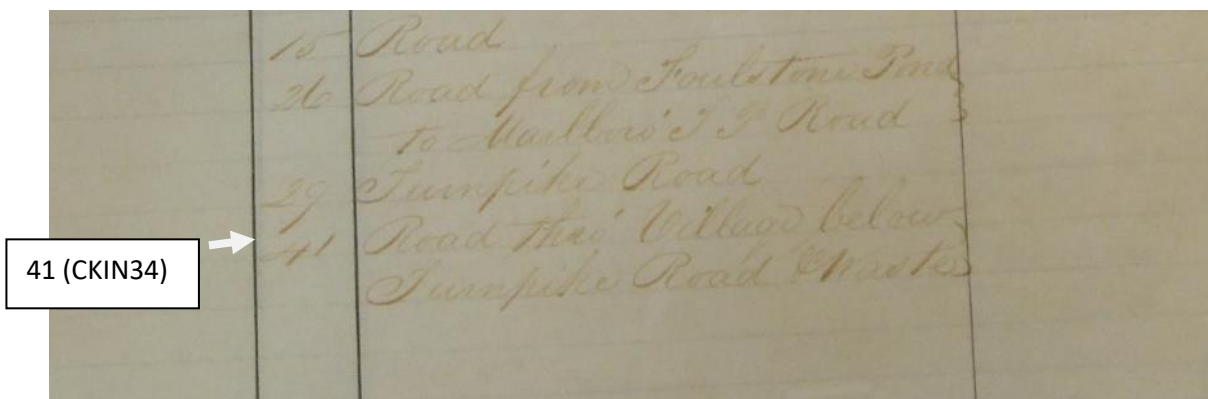 15 Road
26 Road from Foulstone Pond
to Marlbro' T P Road
29 Turnpike Road
41 Road thro' Village below
Turnpike Road & Waste
41 (CKIN34)